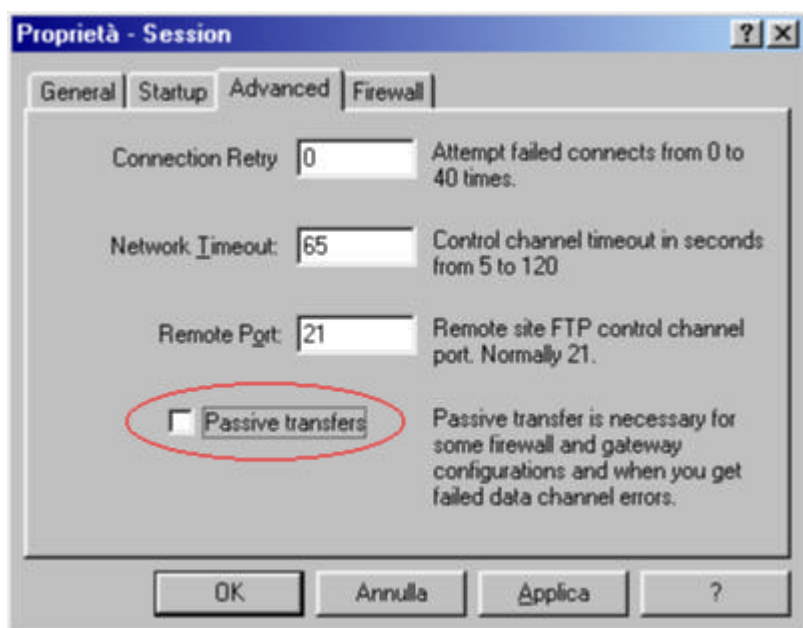 Proprietà - Session
General Startup Advanced Firewall
Connection Retry 0 Attempt failed connects from 0 to
40 times.
Network Timeout: 65 Control channel timeout in seconds
from 5 to 120
Remote Port: 21 Remote site FTP control channel
port. Normally 21.
Passive transfers Passive transfer is necessary for
some firewall and gateway
configurations and when you get
failed data channel errors.
OK Annulla Applica ?